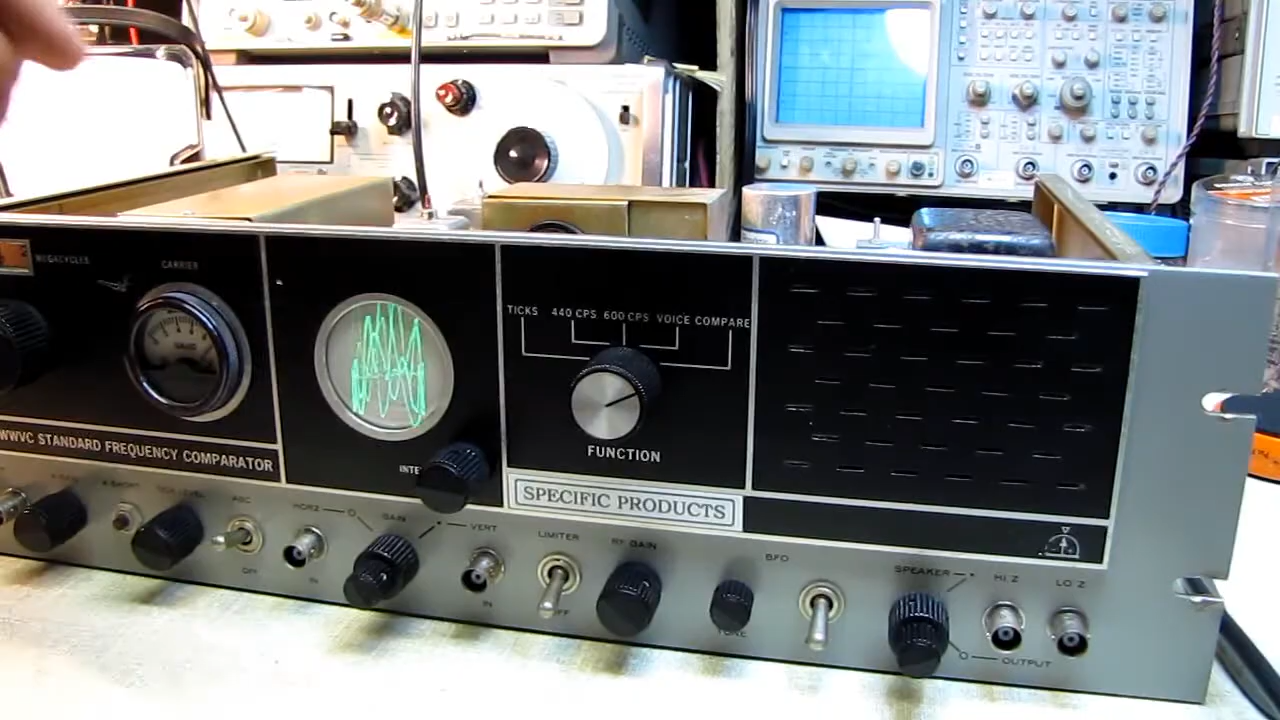 MEGACYCLES
CARRIER
TICKS 440 CPS 600 CPS VOICE COMPARE
FUNCTION
WWVC STANDARD FREQUENCY COMPARATOR
SPECIFIC PRODUCTS
AGC
OFF
HORZ
IN
GAIN
VERT
IN
LIMITER
RF GAIN
BFO
TONE
SPEAKER
HI Z
LO Z
OUTPUT